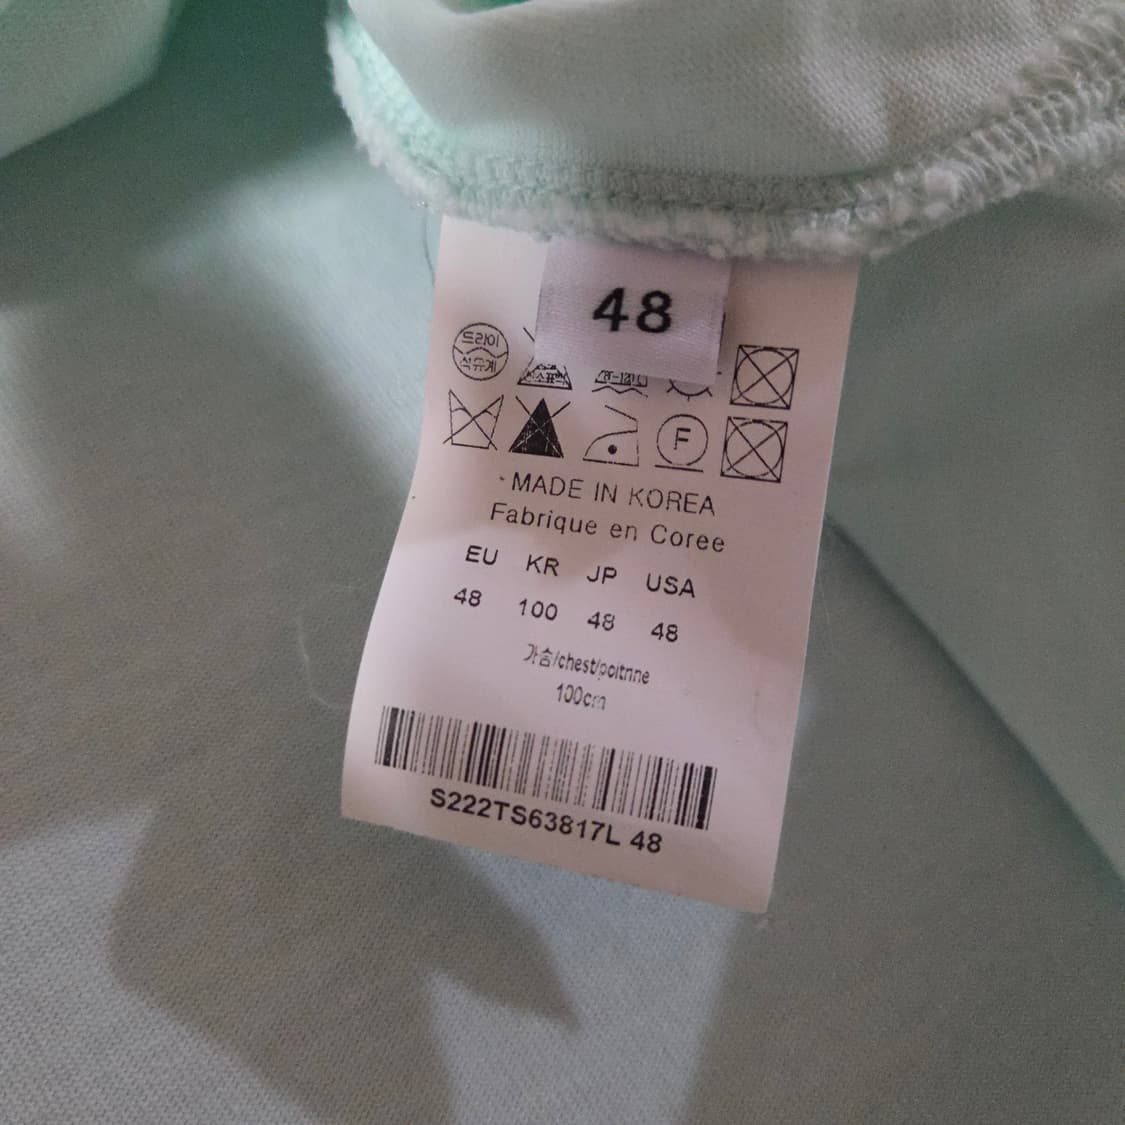 48
드라이
석유계
F
MADE IN KOREA
Fabrique en Coree
EU KR JP USA
48 100 48 48
가슴/chest/poitrine
100cm
S222TS63817L 48